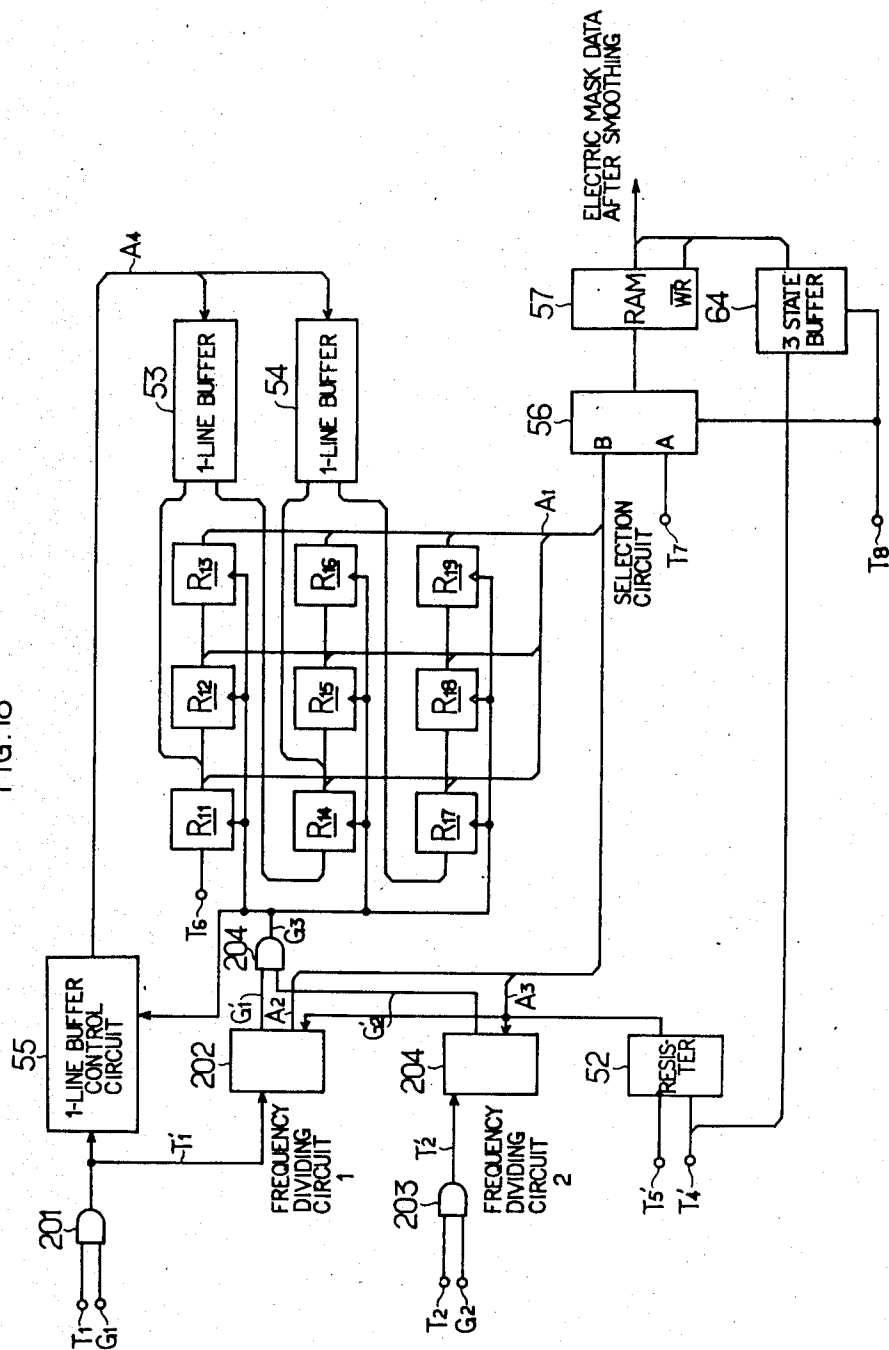 FIG. 18
55
1-LINE BUFFER
CONTROL
CIRCUIT
A4
201
T1
G1
T1'
53
1-LINE BUFFER
54
1-LINE BUFFER
R11
R12
R13
R14
R15
R16
R17
R18
R19
T6
204
G3
G1'
A2
G2'
A3
A1
202
FREQUENCY
DIVIDING
CIRCUIT
1
203
T2
G2
T2'
204
FREQUENCY
DIVIDING
CIRCUIT
2
52
RESIS-
TER
T5'
T4'
SELECTION
CIRCUIT
56
B
A
T7
57
RAM
WR
64
3 STATE
BUFFER
T8
ELECTRIC MASK DATA
AFTER SMOOTHING